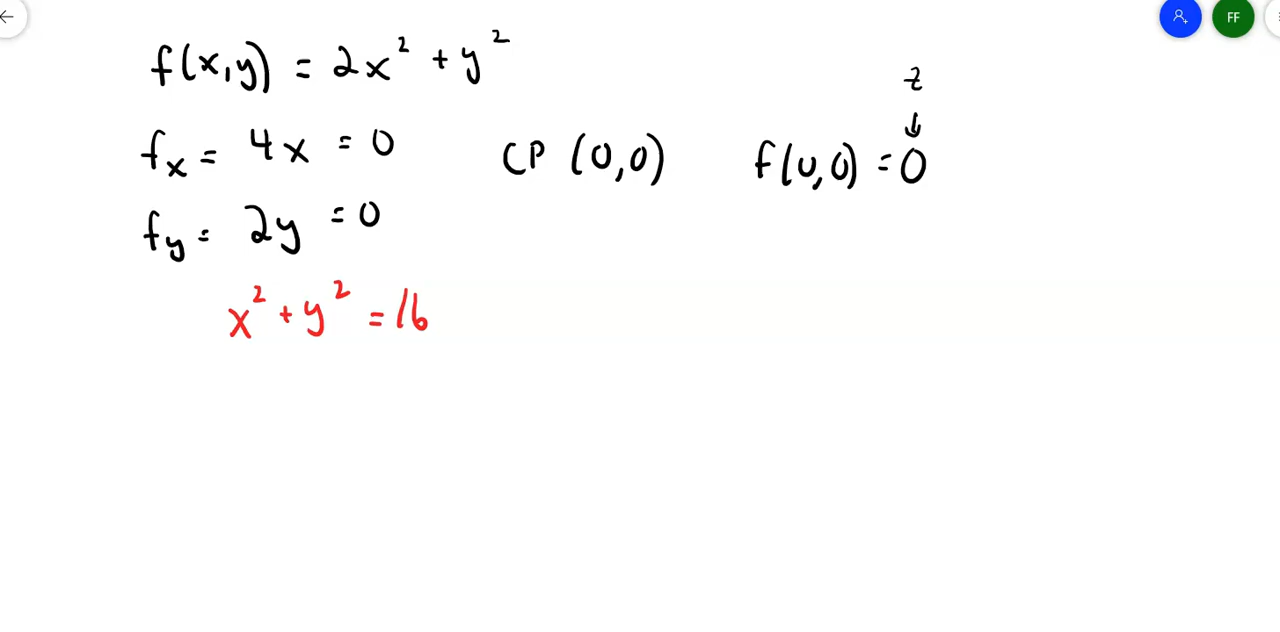 FF
f(x,y) = 2x² + y²
z
↓
fx = 4x = 0 CP (0,0) f(0,0) = 0
fy = 2y = 0
x² + y² = 16